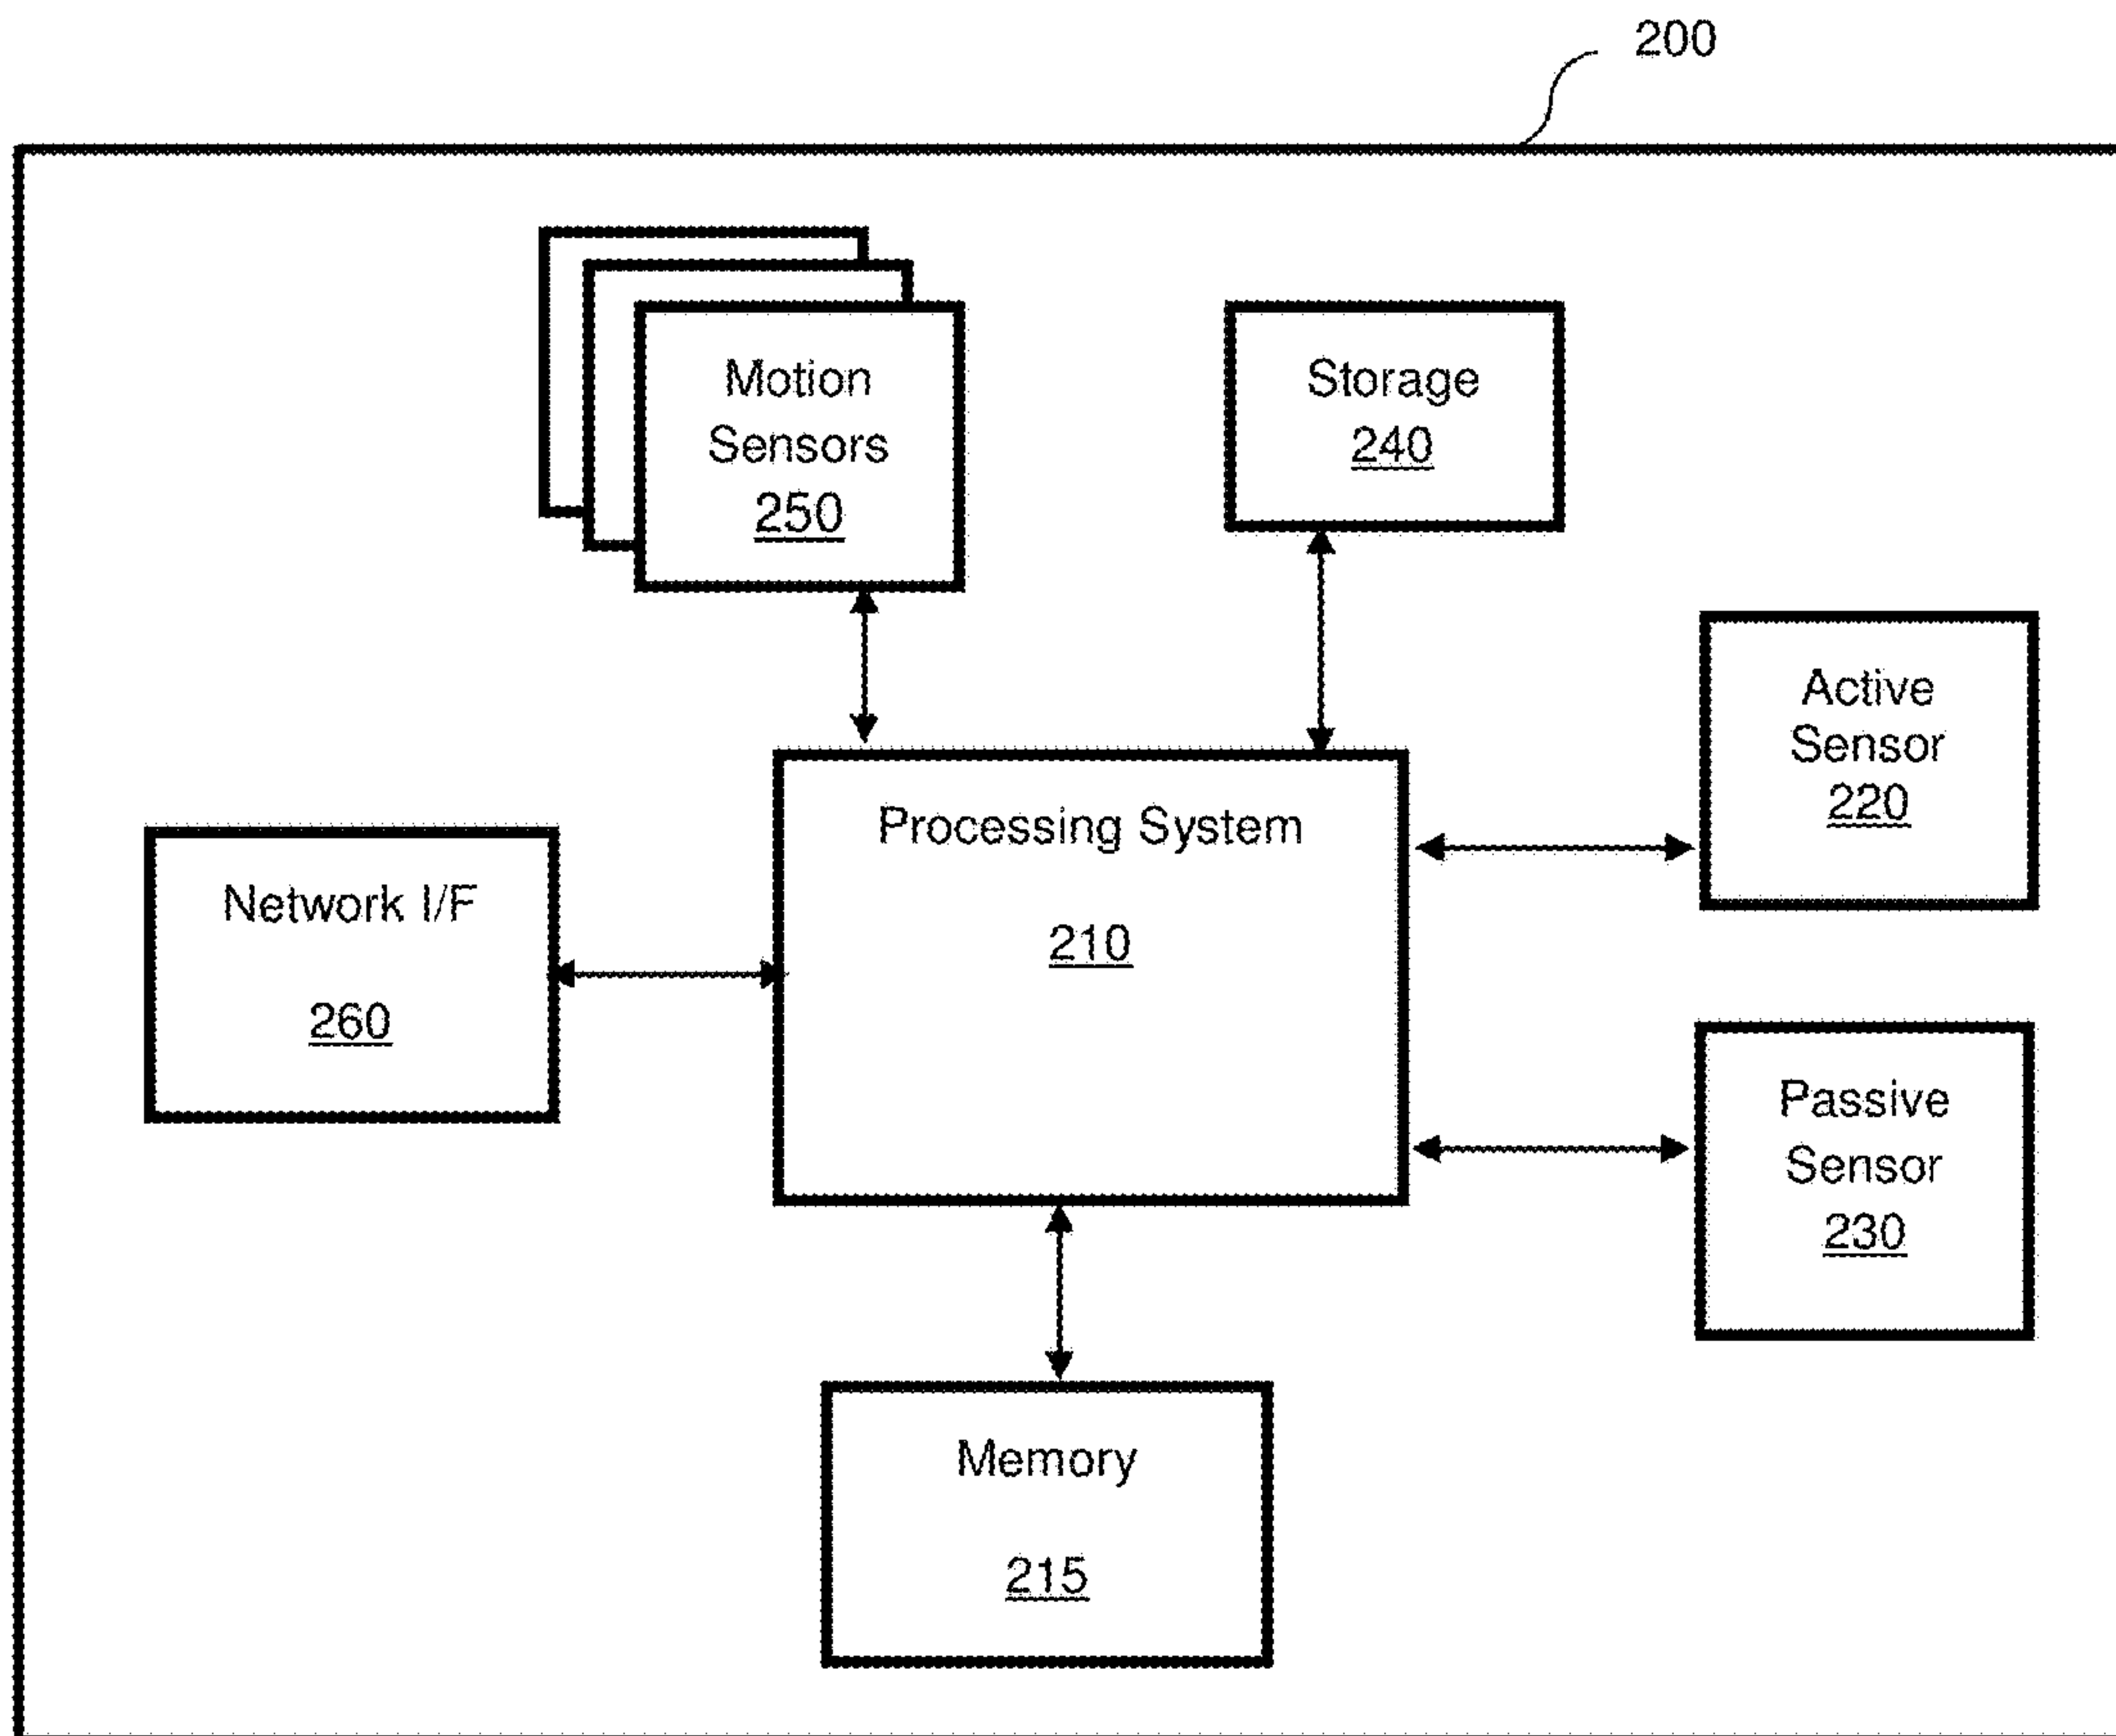 200
Motion
Sensors
250
Storage
240
Active
Sensor
220
Processing System
210
Network I/F
260
Passive
Sensor
230
Memory
215